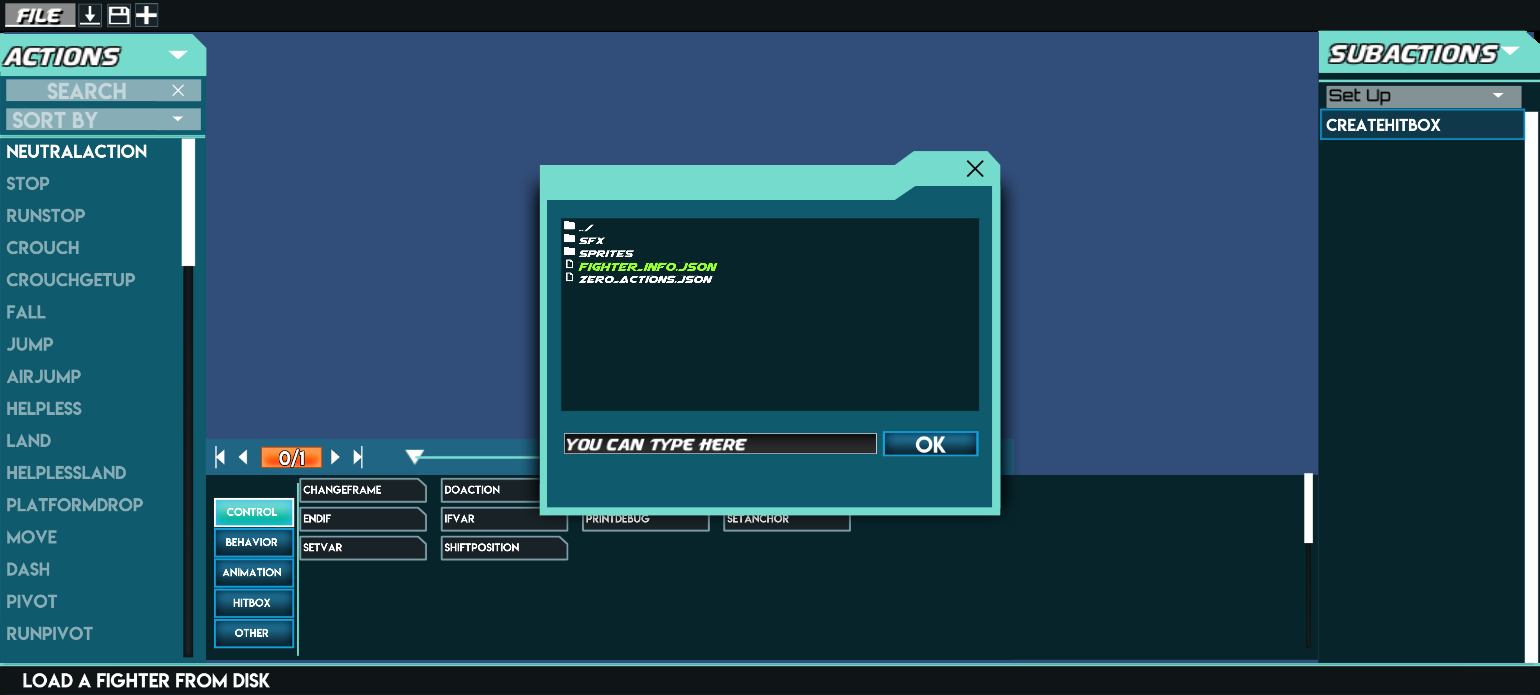 FILE
ACTIONS
SEARCH
SORT BY
NEUTRALACTION
STOP
RUNSTOP
CROUCH
CROUCHGETUP
FALL
JUMP
AIRJUMP
HELPLESS
LAND
HELPLESSLAND
PLATFORMDROP
MOVE
DASH
PIVOT
RUNPIVOT
../
SFX
SPRITES
FIGHTER_INFO.JSON
ZERO_ACTIONS.JSON
YOU CAN TYPE HERE
OK
0/1
CONTROL
BEHAVIOR
ANIMATION
HITBOX
OTHER
CHANGEFRAME
DOACTION
ENDIF
IFVAR
PRINTDEBUG
SETANCHOR
SETVAR
SHIFTPOSITION
SUBACTIONS
Set Up
CREATEHITBOX
LOAD A FIGHTER FROM DISK